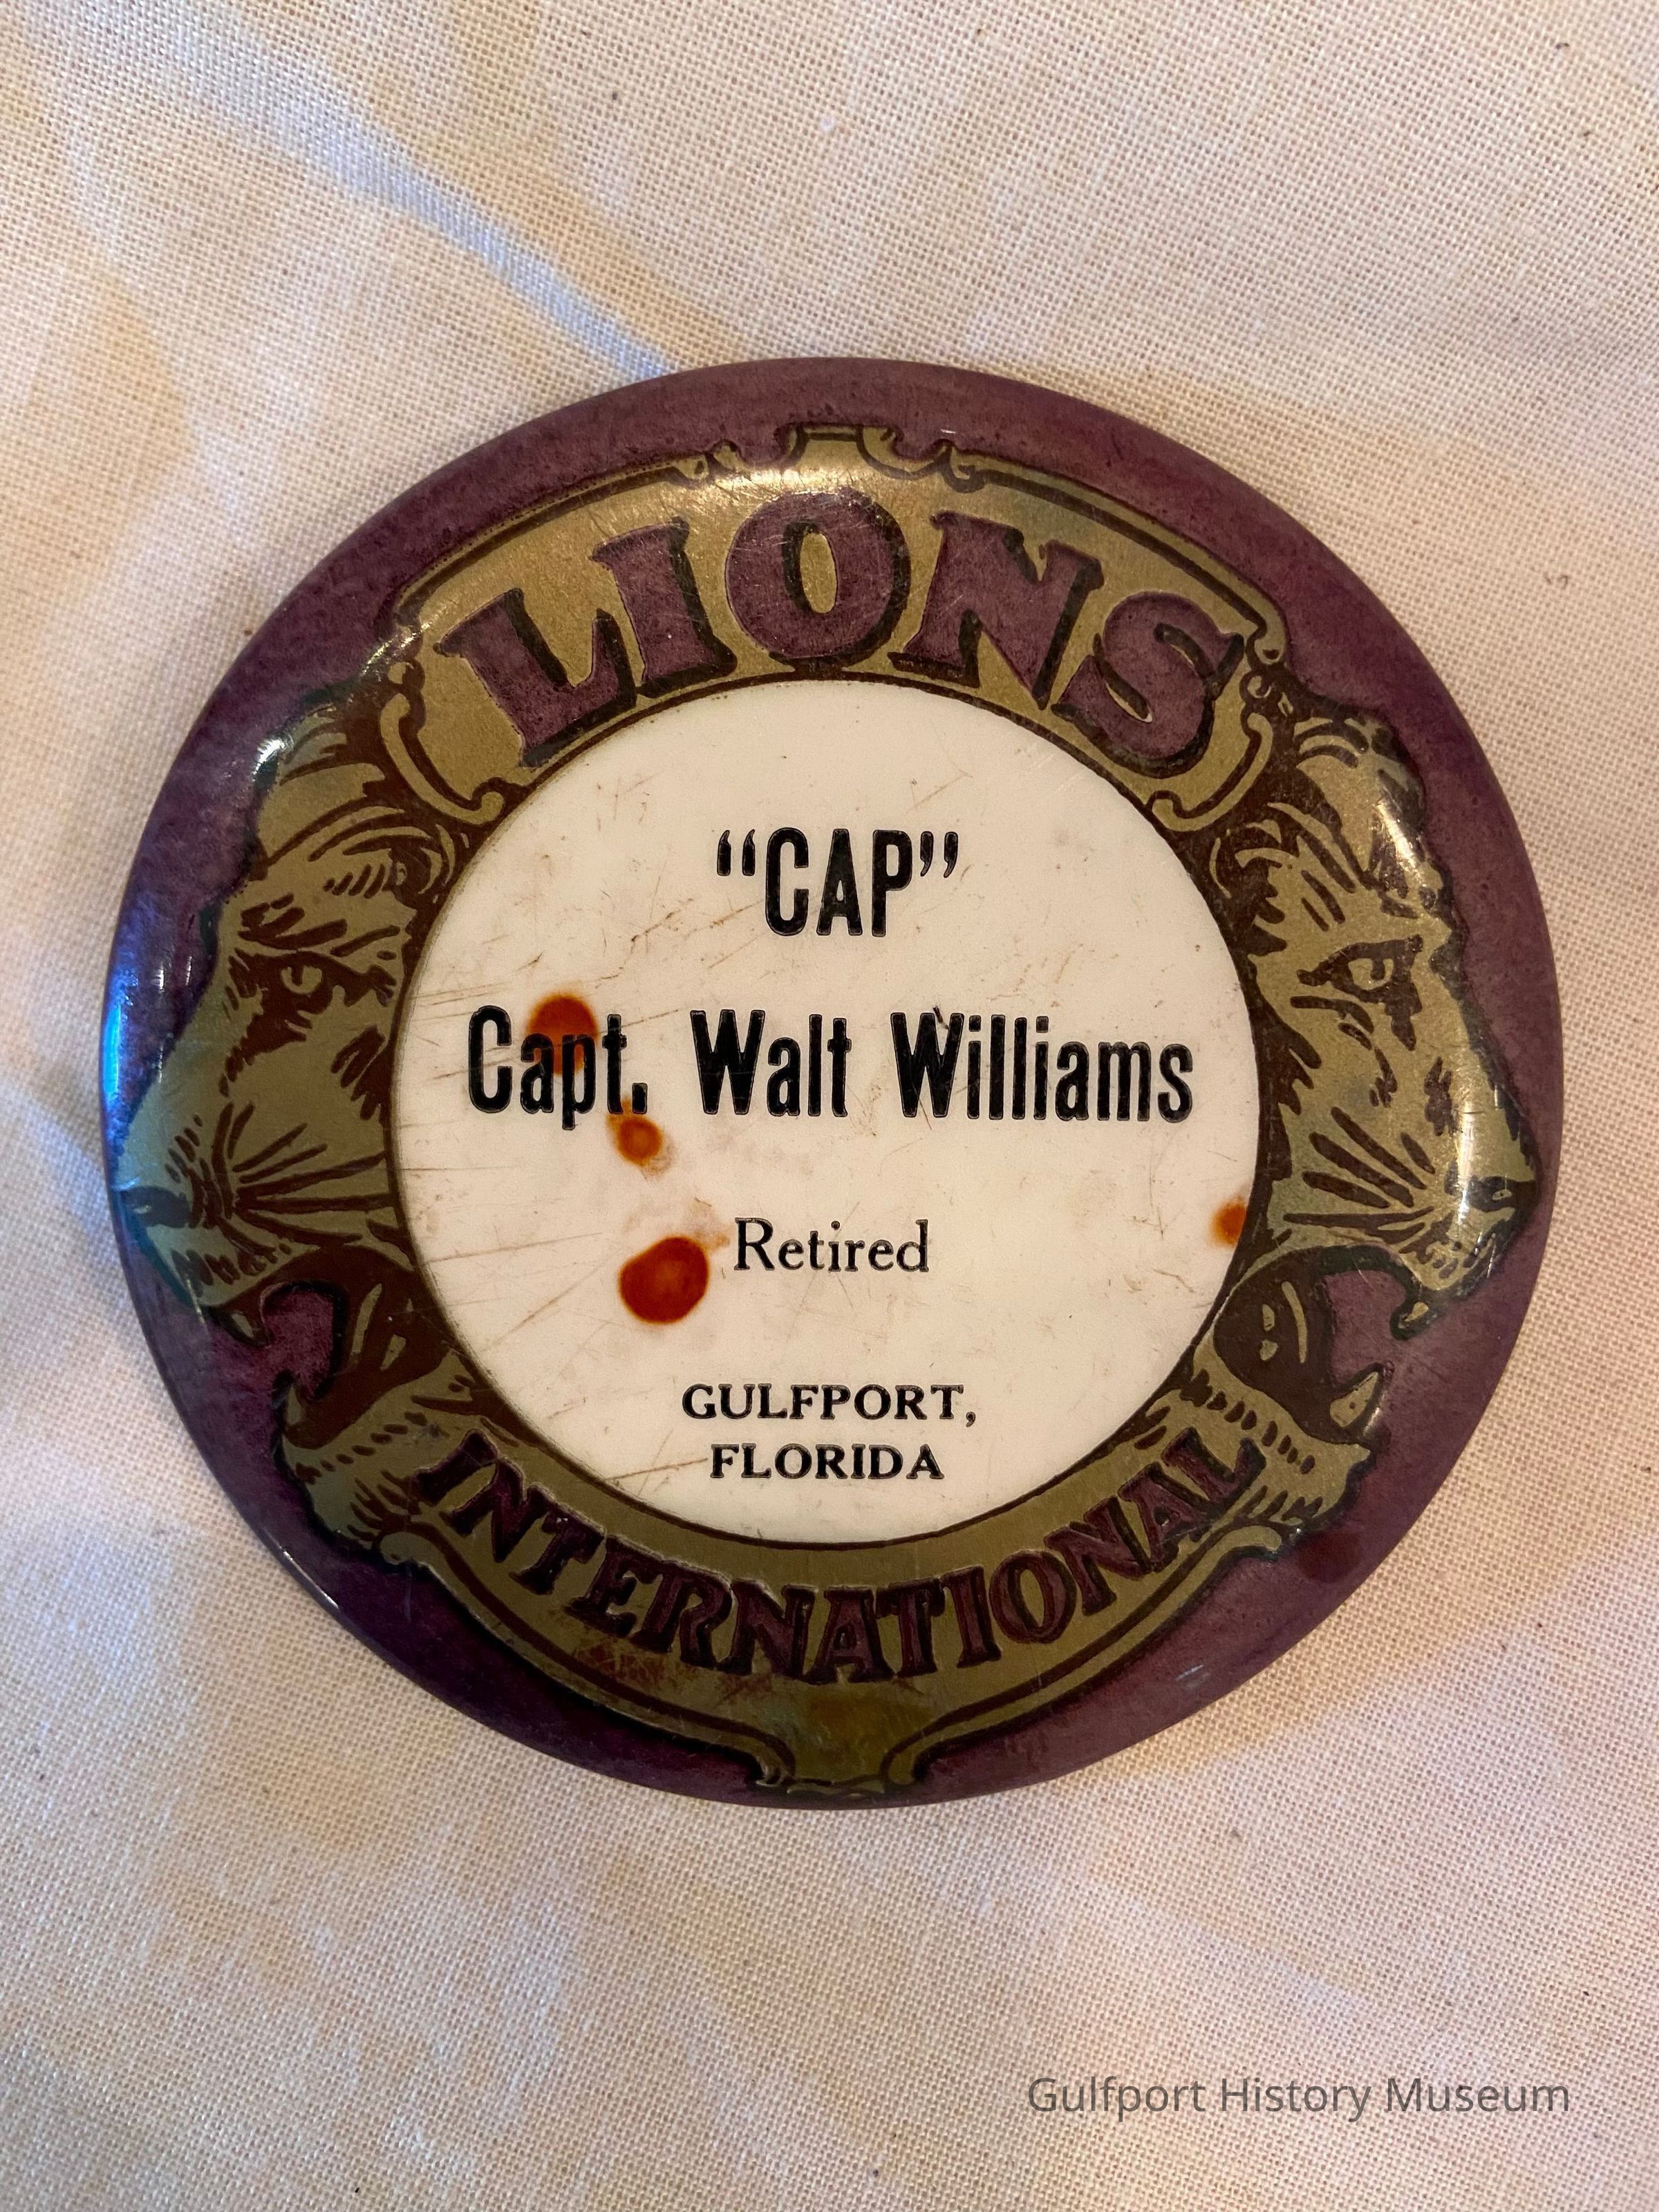 LIONS
“CAP”
Capt. Walt Williams
Retired
GULFPORT,
FLORIDA
INTERNATIONAL
Gulfport History Museum